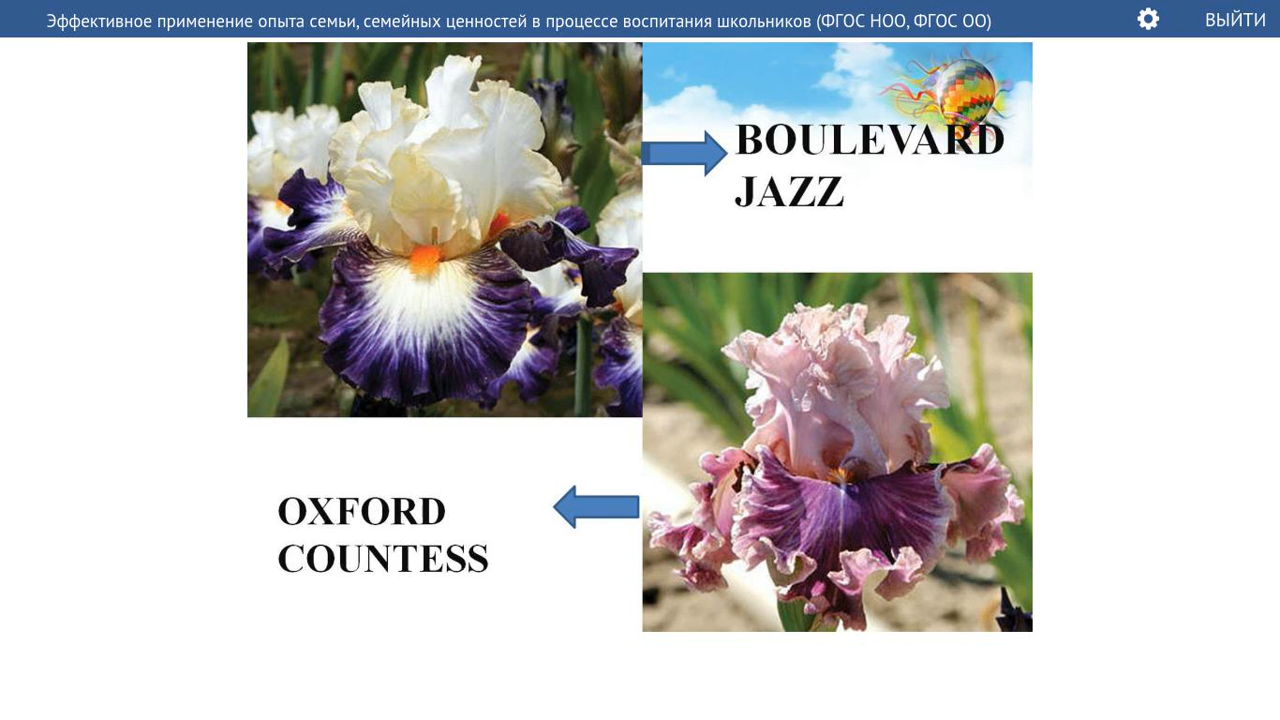 Эффективное применение опыта семьи, семейных ценностей в процессе воспитания школьников (ФГОС НОО, ФГОС ОО)
ВЫЙТИ
BOULEVARD
JAZZ
OXFORD
COUNTESS